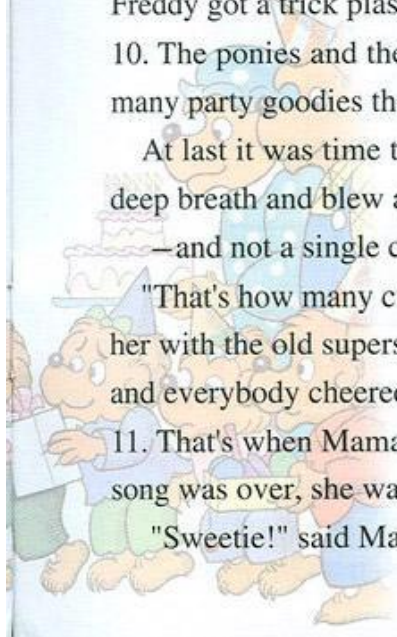 Freddy got a trick plas
10. The ponies and the
many party goodies th
At last it was time t
deep breath and blew a
—and not a single c
"That's how many c
her with the old supers
and everybody cheered
11. That's when Mama
song was over, she wa
"Sweetie!" said Ma